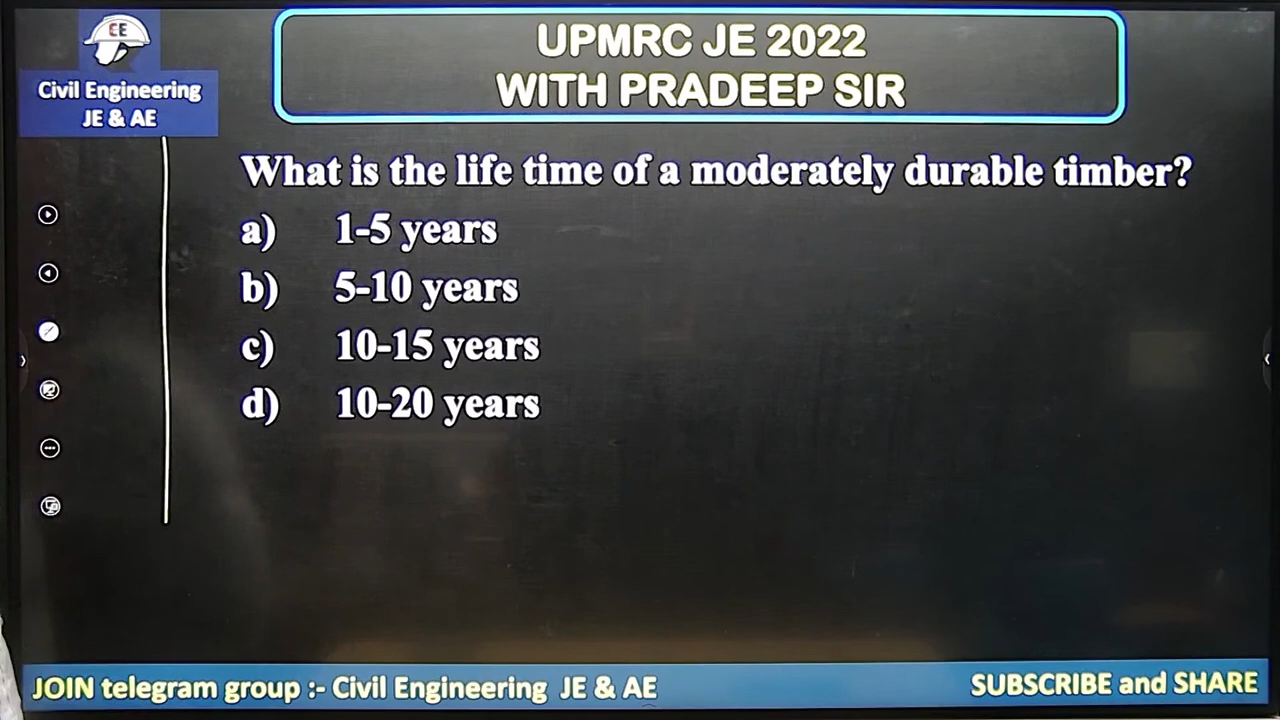 CE
Civil Engineering
JE & AE
UPMRC JE 2022
WITH PRADEEP SIR
What is the life time of a moderately durable timber?
a) 1-5 years
b) 5-10 years
c) 10-15 years
d) 10-20 years
JOIN telegram group :- Civil Engineering JE & AE
SUBSCRIBE and SHARE